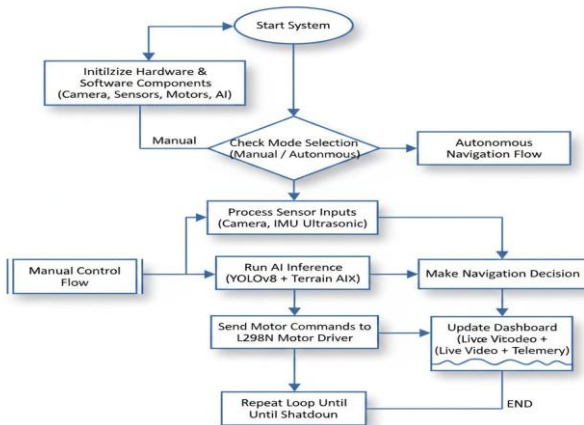 Start System
Initilzize Hardware &
Software Components
(Camera, Sensors, Motors, AI)
Manual
Check Mode Selection
(Manual / Autonmous)
Autonomous
Navigation Flow
Process Sensor Inputs
(Camera, IMU Ultrasonic)
Manual Control
Flow
Run AI Inference
(YOLOv8 + Terrain AIX)
Make Navigation Decision
Send Motor Commands to
L298N Motor Driver
Update Dashboard
(Livœ Vitodeo +
(Live Video + Telemery)
Repeat Loop Until
Until Shatdoun
END